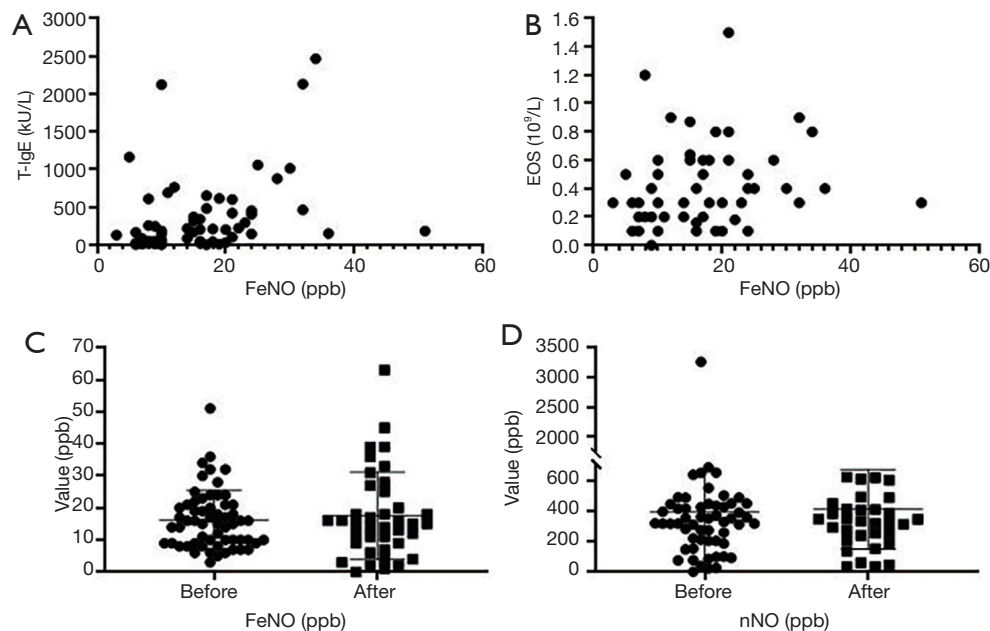 A
3000
2500
2000
1000
500
0
T-IgE (kU/L)
0
20
40
60
FeNO (ppb)
B
1.6
1.4
1.2
1.0
0.8
0.6
0.4
0.2
0.0
EOS (10⁹/L)
0
20
40
60
FeNO (ppb)
C
70
60
50
40
30
20
10
0
Value (ppb)
Before
After
FeNO (ppb)
D
3500
3000
2500
2000
600
400
200
0
Value (ppb)
Before
After
nNO (ppb)